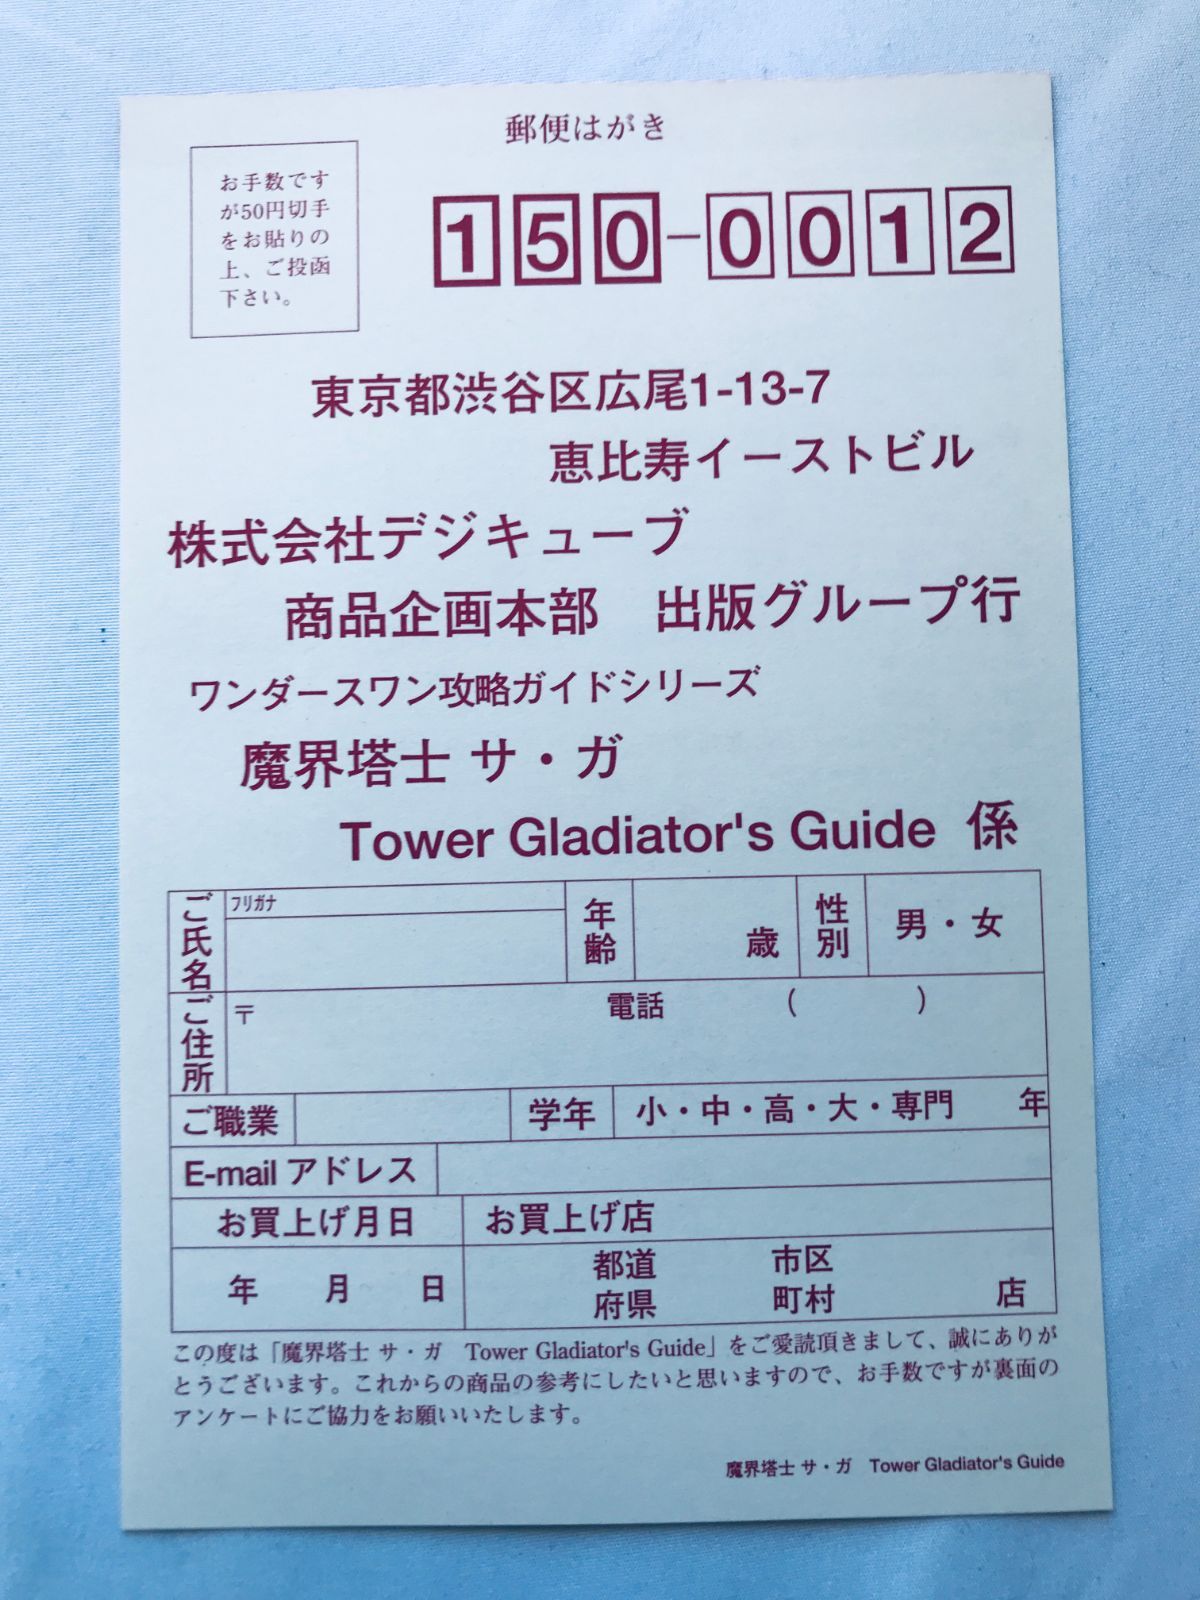 郵便はがき
お手数です
が50円切手
をお貼りの
上、ご投函
下さい。
150-0012
東京都渋谷区広尾1-13-7
恵比寿イーストビル
株式会社デジキューブ
商品企画本部　出版グループ行
ワンダースワン攻略ガイドシリーズ
魔界塔士 サ・ガ
Tower Gladiator's Guide 係
ご氏名
フリガナ
年齢
歳
性別
男・女
ご住所
〒
電話 ( )
ご職業
学年
小・中・高・大・専門 年
E-mail アドレス
お買上げ月日
お買上げ店
年 月 日
都道 市区
府県 町村 店
この度は「魔界塔士 サ・ガ　Tower Gladiator's Guide」をご愛読頂きまして、誠にありが
とうございます。これからの商品の参考にしたいと思いますので、お手数ですが裏面の
アンケートにご協力をお願いいたします。
魔界塔士 サ・ガ　Tower Gladiator's Guide